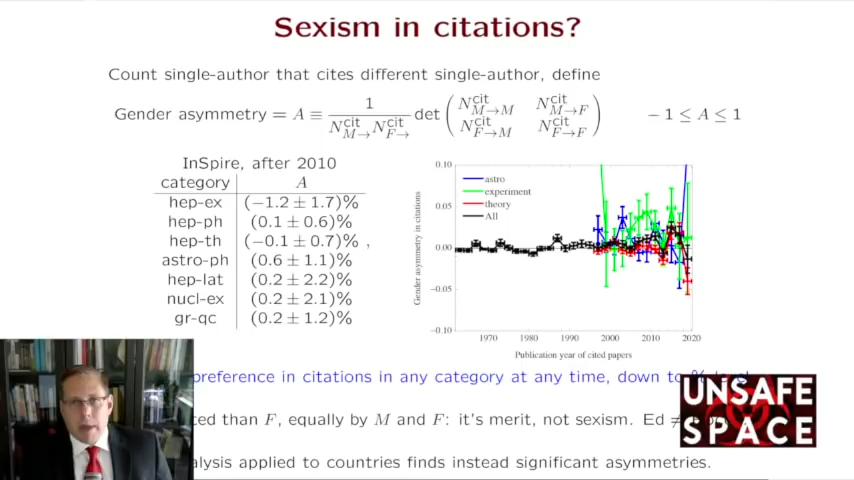 Sexism in citations?
Count single-author that cites different single-author, define
Gender asymmetry = A ≡ 1 / N^cit_{M→} N^cit_{F→} det ( N^cit_{M→M} N^cit_{M→F} N^cit_{F→M} N^cit_{F→F} ) − 1 ≤ A ≤ 1
InSpire, after 2010
category A
hep-ex (−1.2 ± 1.7)%
hep-ph (0.1 ± 0.6)%
hep-th (−0.1 ± 0.7)% ,
astro-ph (0.6 ± 1.1)%
hep-lat (0.2 ± 2.2)%
nucl-ex (0.2 ± 2.1)%
gr-qc (0.2 ± 1.2)%
Gender asymmetry in citations
0.10
0.05
0.00
−0.05
−0.10
astro
experiment
theory
All
1970 1980 1990 2000 2010 2020
Publication year of cited papers
preference in citations in any category at any time, down to %
than F, equally by M and F: it's merit, not sexism. Ed ≠
applied to countries finds instead significant asymmetries.
UNSAFE
SPACE